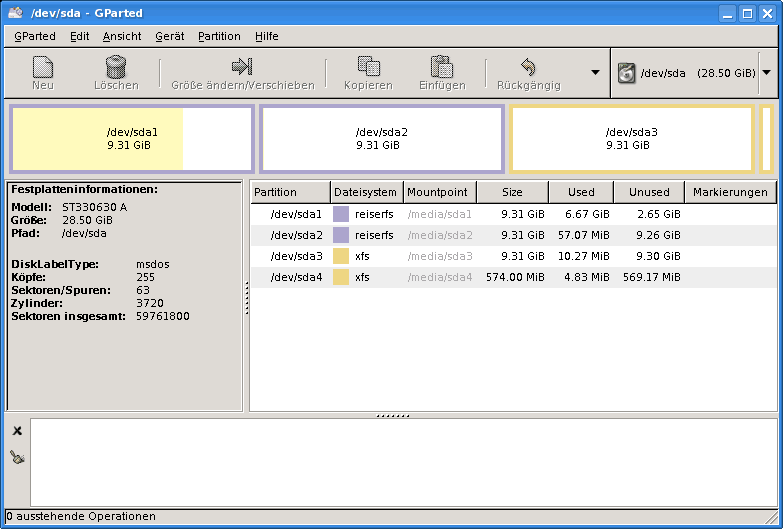 /dev/sda - GParted
GParted Edit Ansicht Gerät Partition Hilfe
Neu Löschen Größe ändern/Verschieben Kopieren Einfügen Rückgängig /dev/sda (28.50 GiB)
/dev/sda1 /dev/sda2 /dev/sda3
9.31 GiB 9.31 GiB 9.31 GiB
Festplatteninformationen:
Modell: ST330630 A
Größe: 28.50 GiB
Pfad: /dev/sda
DiskLabelType: msdos
Köpfe: 255
Sektoren/Spuren: 63
Zylinder: 3720
Sektoren insgesamt: 59761800
Partition Dateisystem Mountpoint Size Used Unused Markierungen
/dev/sda1 reiserfs /media/sda1 9.31 GiB 6.67 GiB 2.65 GiB
/dev/sda2 reiserfs /media/sda2 9.31 GiB 57.07 MiB 9.26 GiB
/dev/sda3 xfs /media/sda3 9.31 GiB 10.27 MiB 9.30 GiB
/dev/sda4 xfs /media/sda4 574.00 MiB 4.83 MiB 569.17 MiB
0 ausstehende Operationen